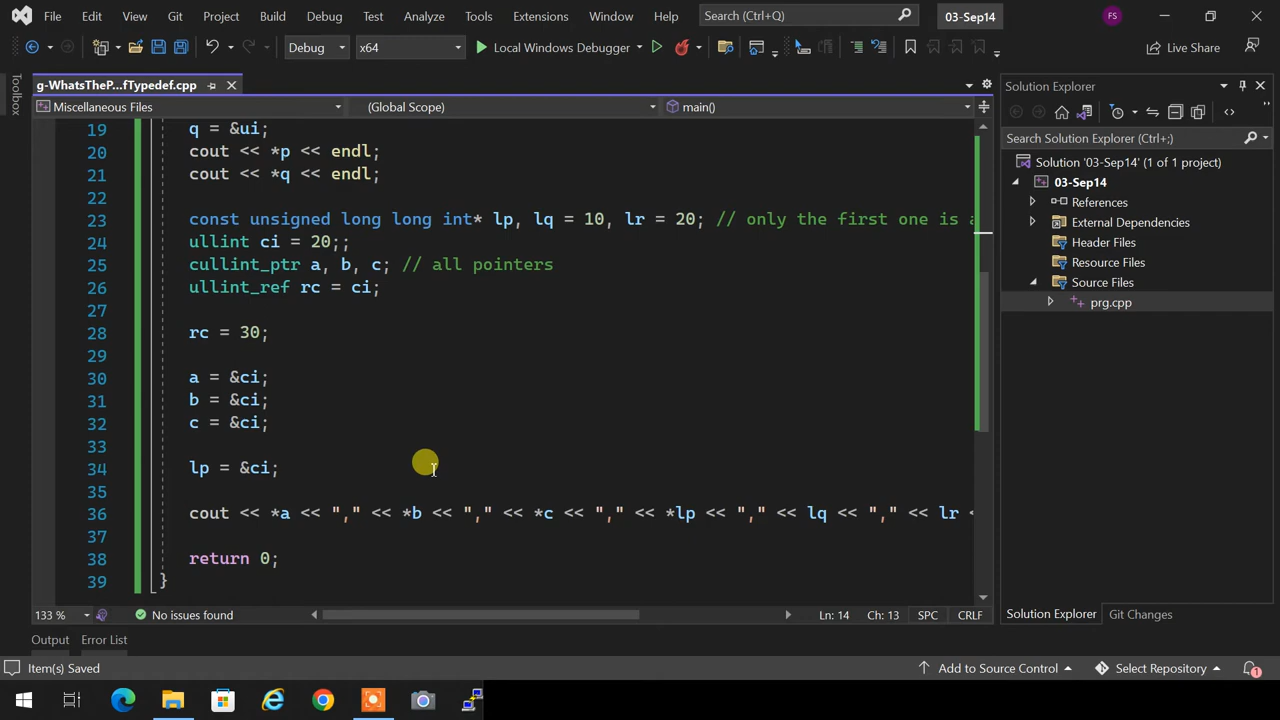 File Edit View Git Project Build Debug Test Analyze Tools Extensions Window Help Search (Ctrl+Q) 03-Sep14 FS
Debug x64 Local Windows Debugger Live Share
Toolbox
g-WhatsTheP...fTypedef.cpp
Miscellaneous Files (Global Scope) main()
19 q = &ui;
20 cout << *p << endl;
21 cout << *q << endl;
22
23 const unsigned long long int* lp, lq = 10, lr = 20; // only the first one is a
24 ullint ci = 20;;
25 cullint_ptr a, b, c; // all pointers
26 ullint_ref rc = ci;
27
28 rc = 30;
29
30 a = &ci;
31 b = &ci;
32 c = &ci;
33
34 lp = &ci;
35
36 cout << *a << "," << *b << "," << *c << "," << *lp << "," << lq << "," << lr <
37
38 return 0;
39 }
133 % No issues found Ln: 14 Ch: 13 SPC CRLF
Solution Explorer
Search Solution Explorer (Ctrl+;)
Solution '03-Sep14' (1 of 1 project)
03-Sep14
References
External Dependencies
Header Files
Resource Files
Source Files
prg.cpp
Solution Explorer Git Changes
Output Error List
Item(s) Saved Add to Source Control Select Repository 1